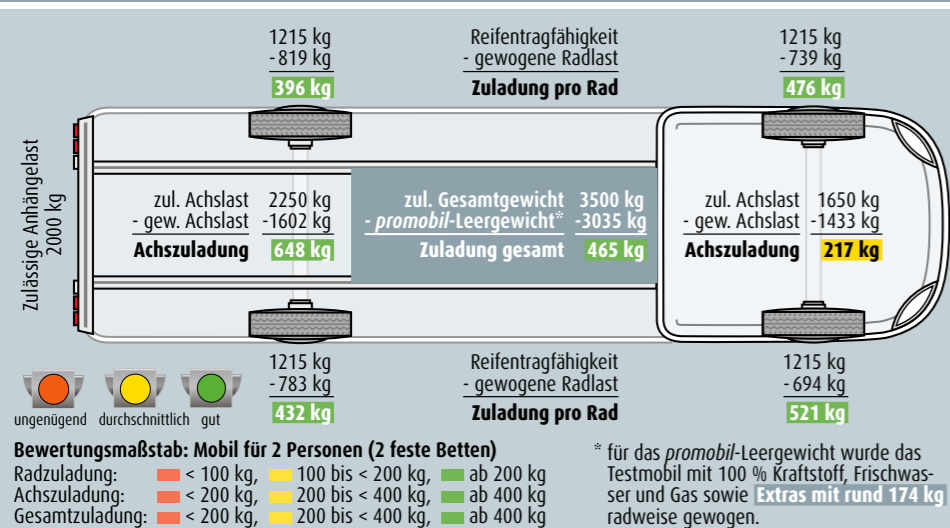 1215 kg
- 819 kg
396 kg
Reifentragfähigkeit
- gewogene Radlast
Zuladung pro Rad
1215 kg
- 739 kg
476 kg
Zulässige Anhängelast
2000 kg
zul. Achslast 2250 kg
- gew. Achslast -1602 kg
Achszuladung 648 kg
zul. Gesamtgewicht 3500 kg
- promobil-Leergewicht* -3035 kg
Zuladung gesamt 465 kg
zul. Achslast 1650 kg
- gew. Achslast -1433 kg
Achszuladung 217 kg
1215 kg
- 783 kg
432 kg
Reifentragfähigkeit
- gewogene Radlast
Zuladung pro Rad
1215 kg
- 694 kg
521 kg
ungenügend durchschnittlich gut
Bewertungsmaßstab: Mobil für 2 Personen (2 feste Betten)
Radzuladung: < 100 kg, 100 bis < 200 kg, ab 200 kg
Achszuladung: < 200 kg, 200 bis < 400 kg, ab 400 kg
Gesamtzuladung: < 200 kg, 200 bis < 400 kg, ab 400 kg
* für das promobil-Leergewicht wurde das
Testmobil mit 100 % Kraftstoff, Frischwas-
ser und Gas sowie Extras mit rund 174 kg
radweise gewogen.